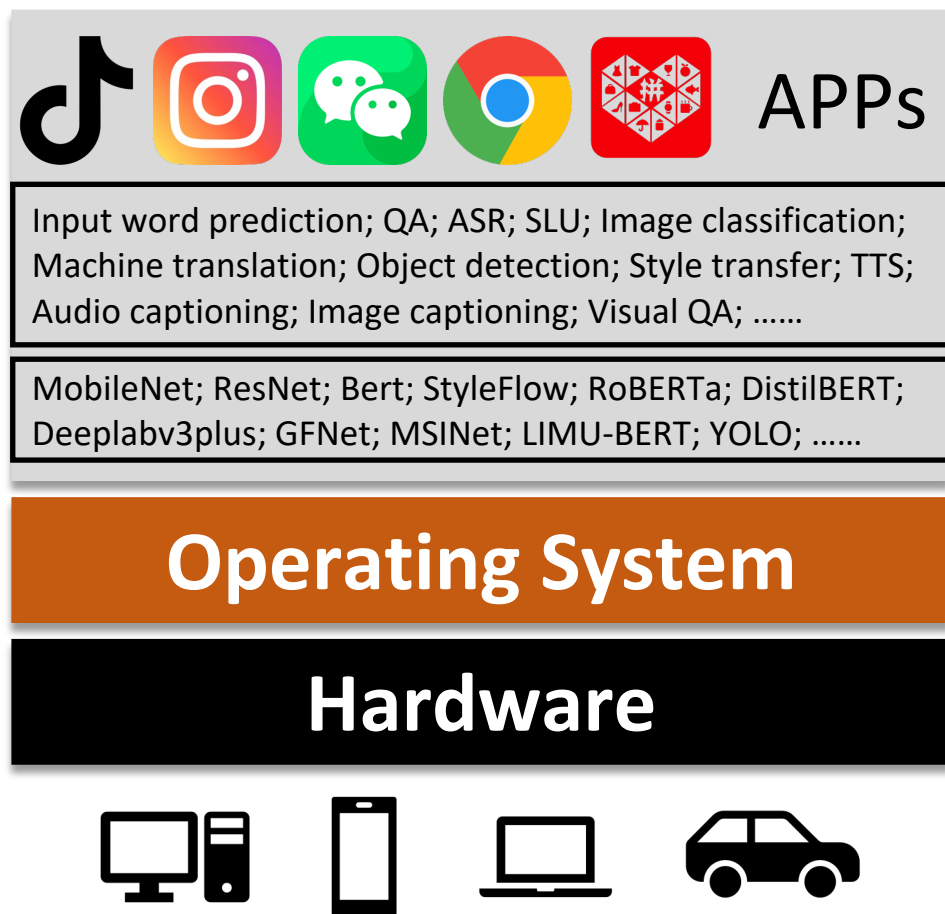 APPs
Input word prediction; QA; ASR; SLU; Image classification;
Machine translation; Object detection; Style transfer; TTS;
Audio captioning; Image captioning; Visual QA; ……
MobileNet; ResNet; Bert; StyleFlow; RoBERTa; DistilBERT;
Deeplabv3plus; GFNet; MSINet; LIMU-BERT; YOLO; ……
Operating System
Hardware